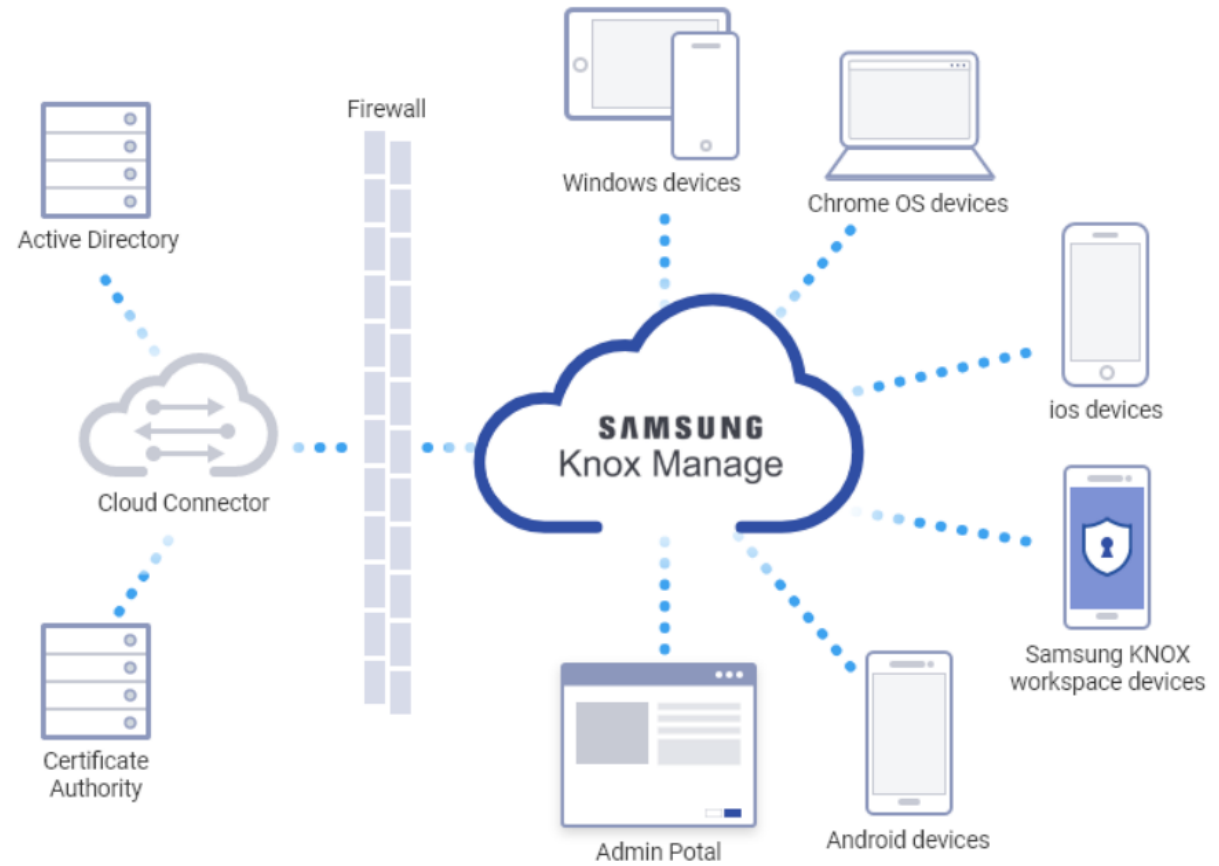 Firewall
Windows devices
Chrome OS devices
Active Directory
ios devices
SAMSUNG
Knox Manage
Cloud Connector
Samsung KNOX
workspace devices
Certificate
Authority
Android devices
Admin Potal